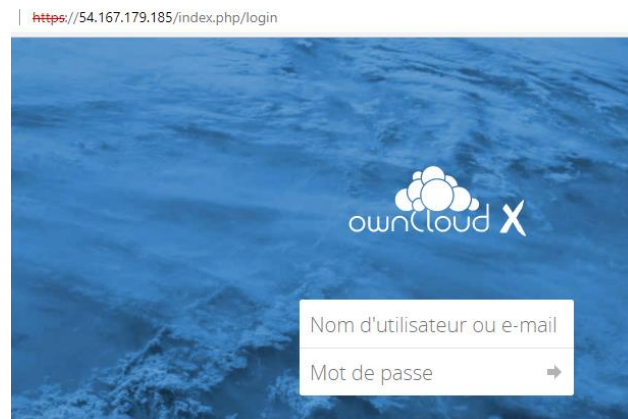 https://54.167.179.185/index.php/login
ownCloud X
Nom d'utilisateur ou e-mail
Mot de passe